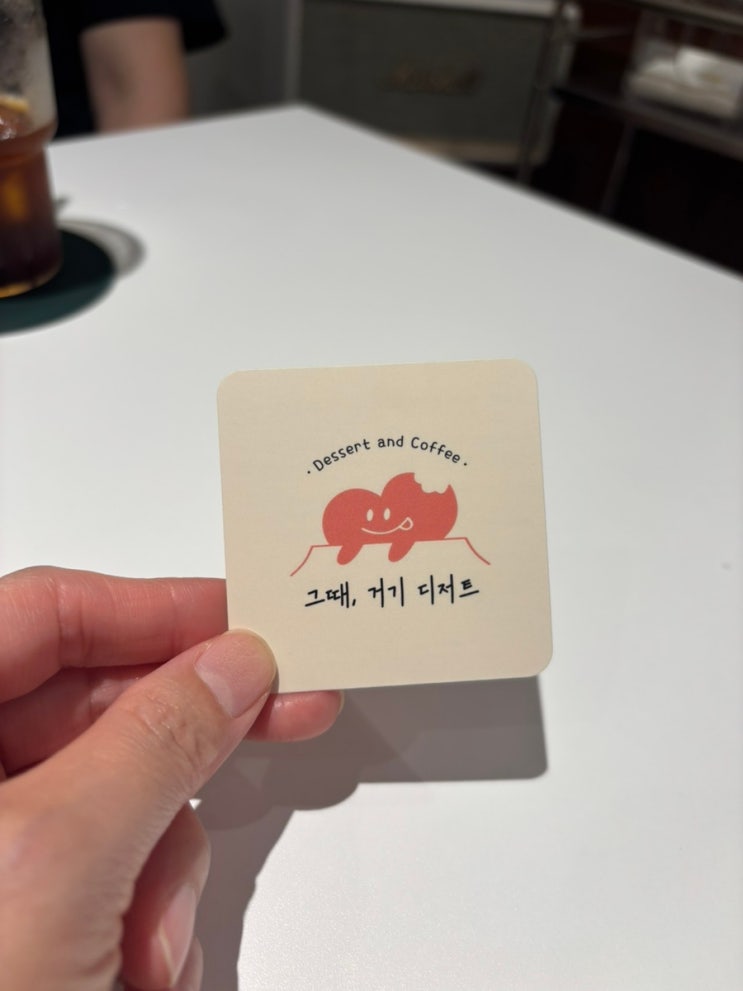 · Dessert and Coffee ·
그때, 거기 디저트